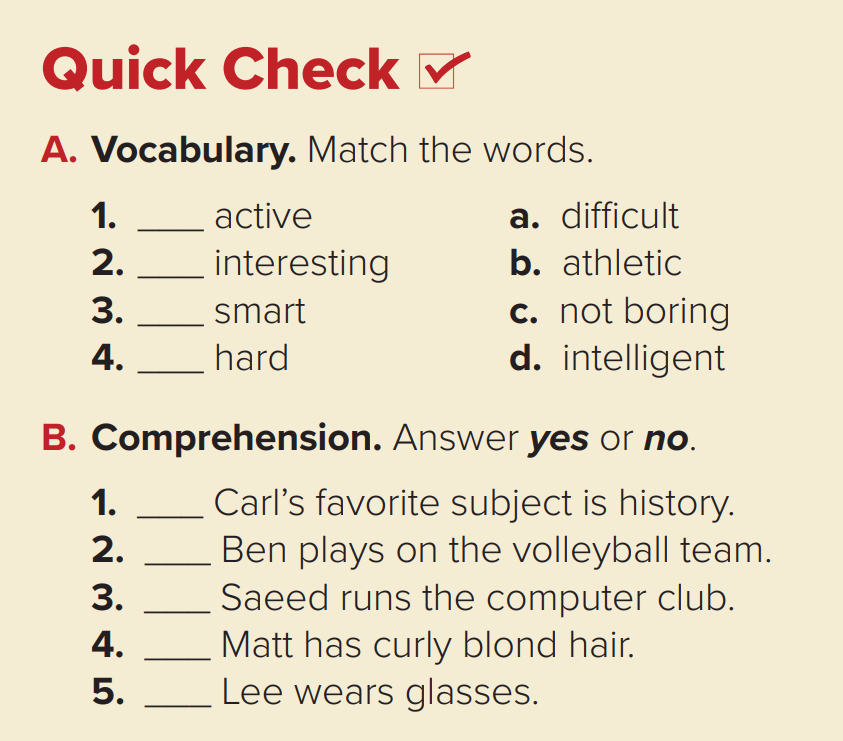 Quick Check
A. Vocabulary. Match the words.
1. ____ active a. difficult
2. ____ interesting b. athletic
3. ____ smart c. not boring
4. ____ hard d. intelligent
B. Comprehension. Answer yes or no.
1. ____ Carl's favorite subject is history.
2. ____ Ben plays on the volleyball team.
3. ____ Saeed runs the computer club.
4. ____ Matt has curly blond hair.
5. ____ Lee wears glasses.